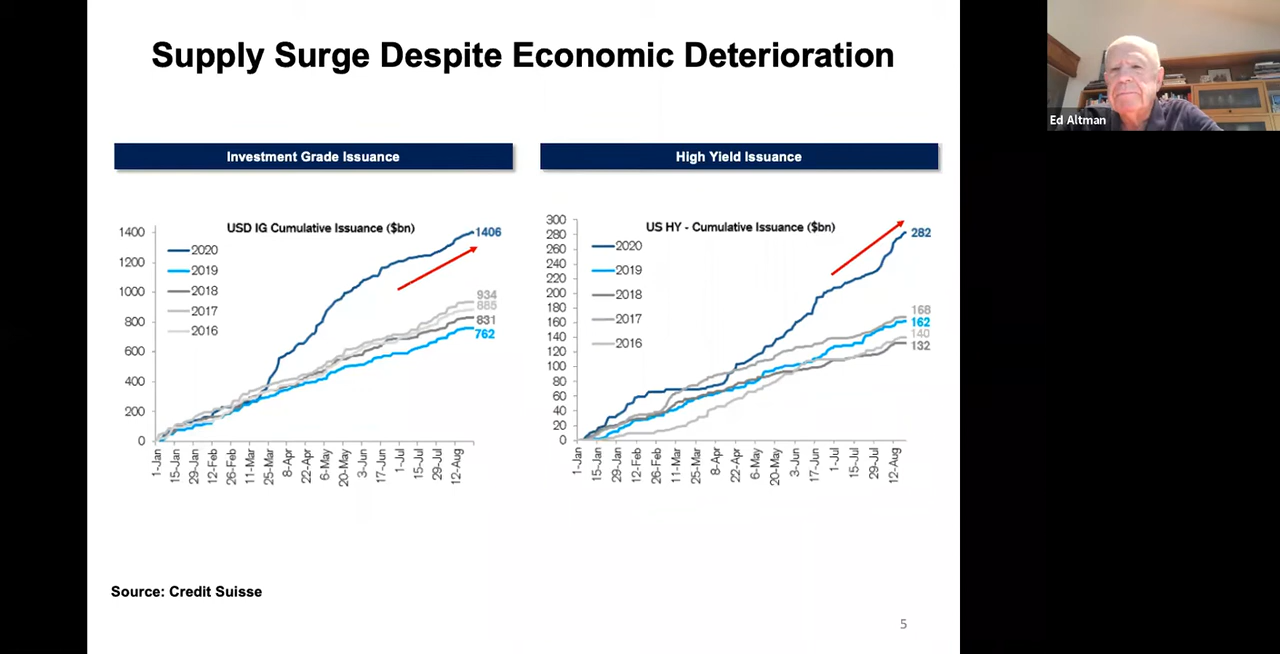 Supply Surge Despite Economic Deterioration
Ed Altman
Investment Grade Issuance
High Yield Issuance
USD IG Cumulative Issuance ($bn)
1400
1200
1000
800
600
400
200
0
2020
2019
2018
2017
2016
1406
934
885
831
762
1-Jan
15-Jan
29-Jan
12-Feb
26-Feb
11-Mar
25-Mar
8-Apr
22-Apr
6-May
20-May
3-Jun
17-Jun
1-Jul
15-Jul
29-Jul
12-Aug
US HY - Cumulative Issuance ($bn)
300
280
260
240
220
200
180
160
140
120
100
80
60
40
20
0
2020
2019
2018
2017
2016
282
168
162
140
132
1-Jan
15-Jan
29-Jan
12-Feb
26-Feb
11-Mar
25-Mar
8-Apr
22-Apr
6-May
20-May
3-Jun
17-Jun
1-Jul
15-Jul
29-Jul
12-Aug
Source: Credit Suisse
5